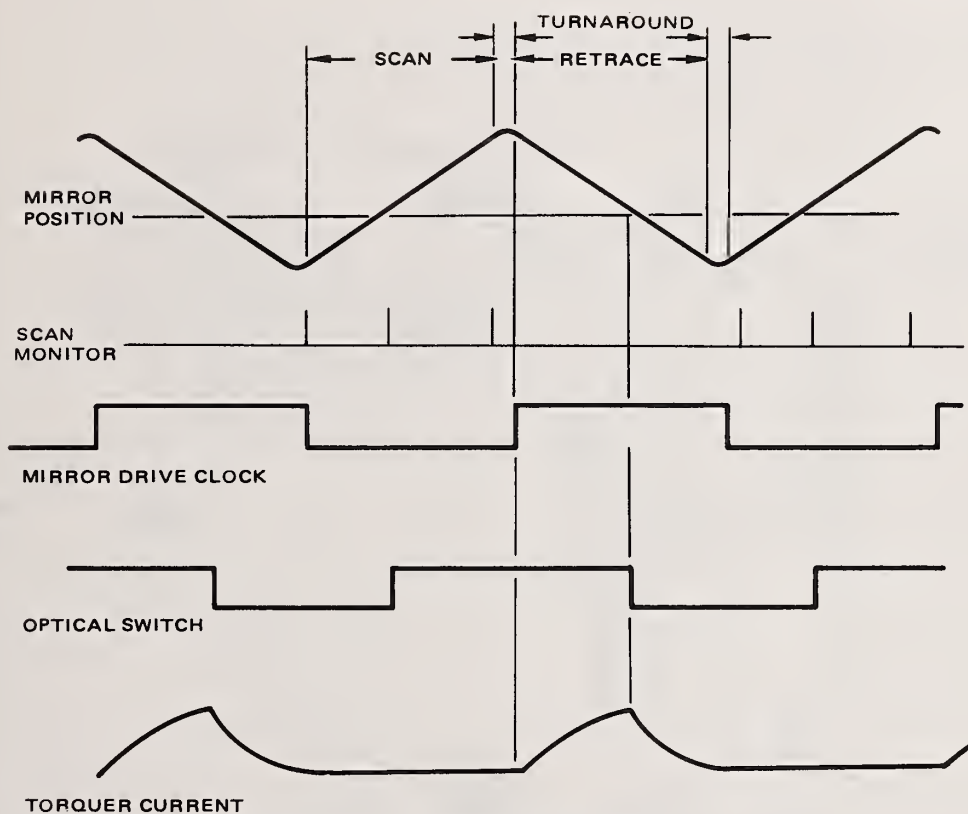 TURNAROUND
SCAN
RETRACE
MIRROR
POSITION
SCAN
MONITOR
MIRROR DRIVE CLOCK
OPTICAL SWITCH
TORQUER CURRENT